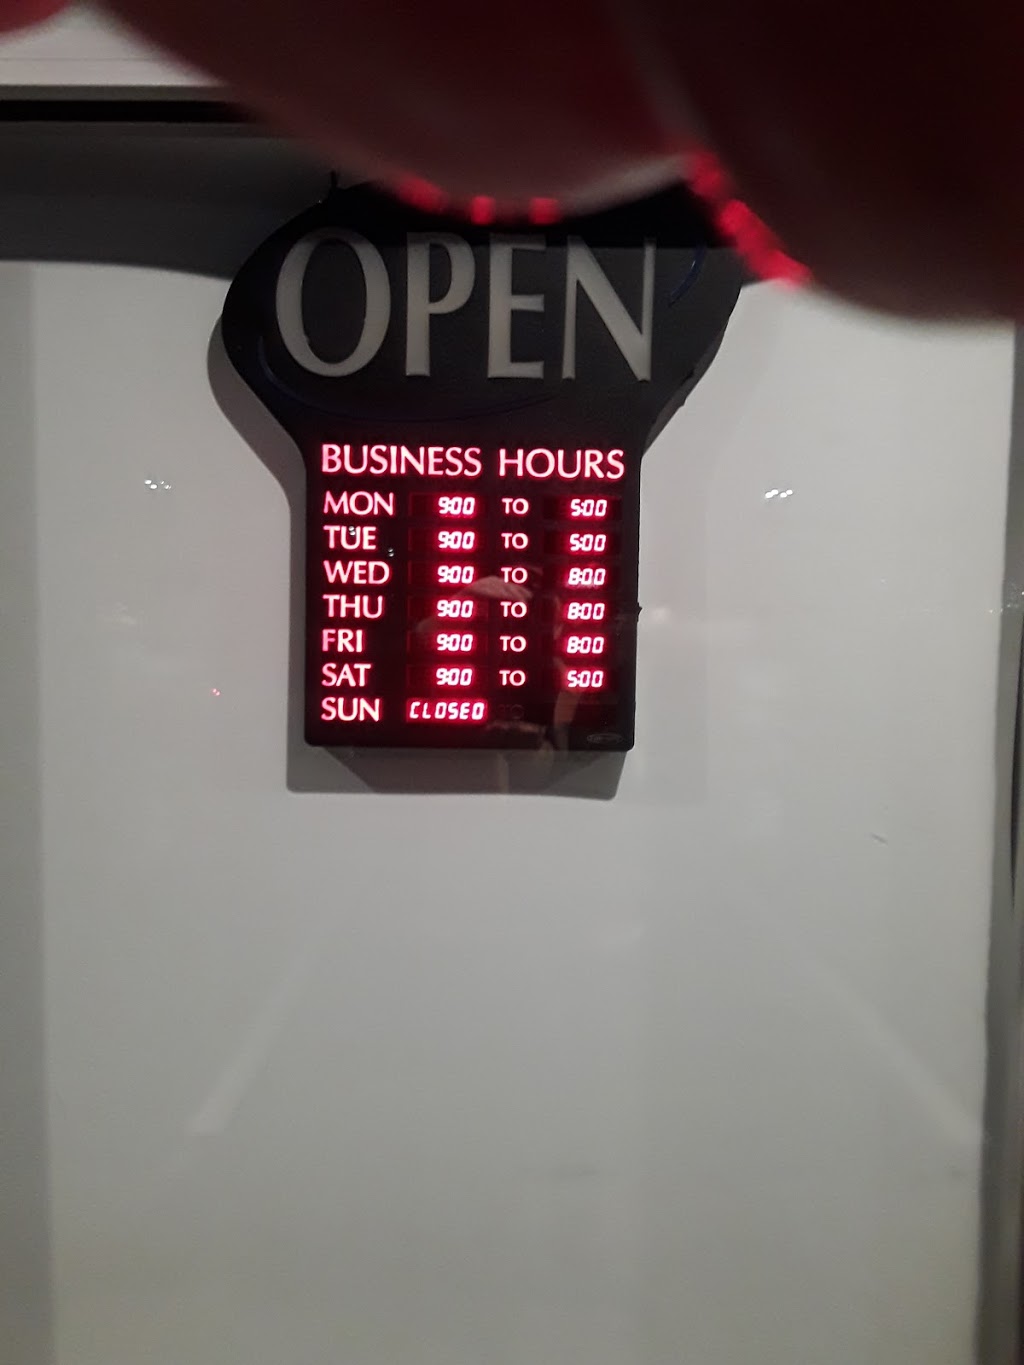 OPEN
BUSINESS HOURS
MON 9:00 TO 5:00
TUE 9:00 TO 5:00
WED 9:00 TO 8:00
THU 9:00 TO 8:00
FRI 9:00 TO 8:00
SAT 9:00 TO 5:00
SUN CLOSED TO